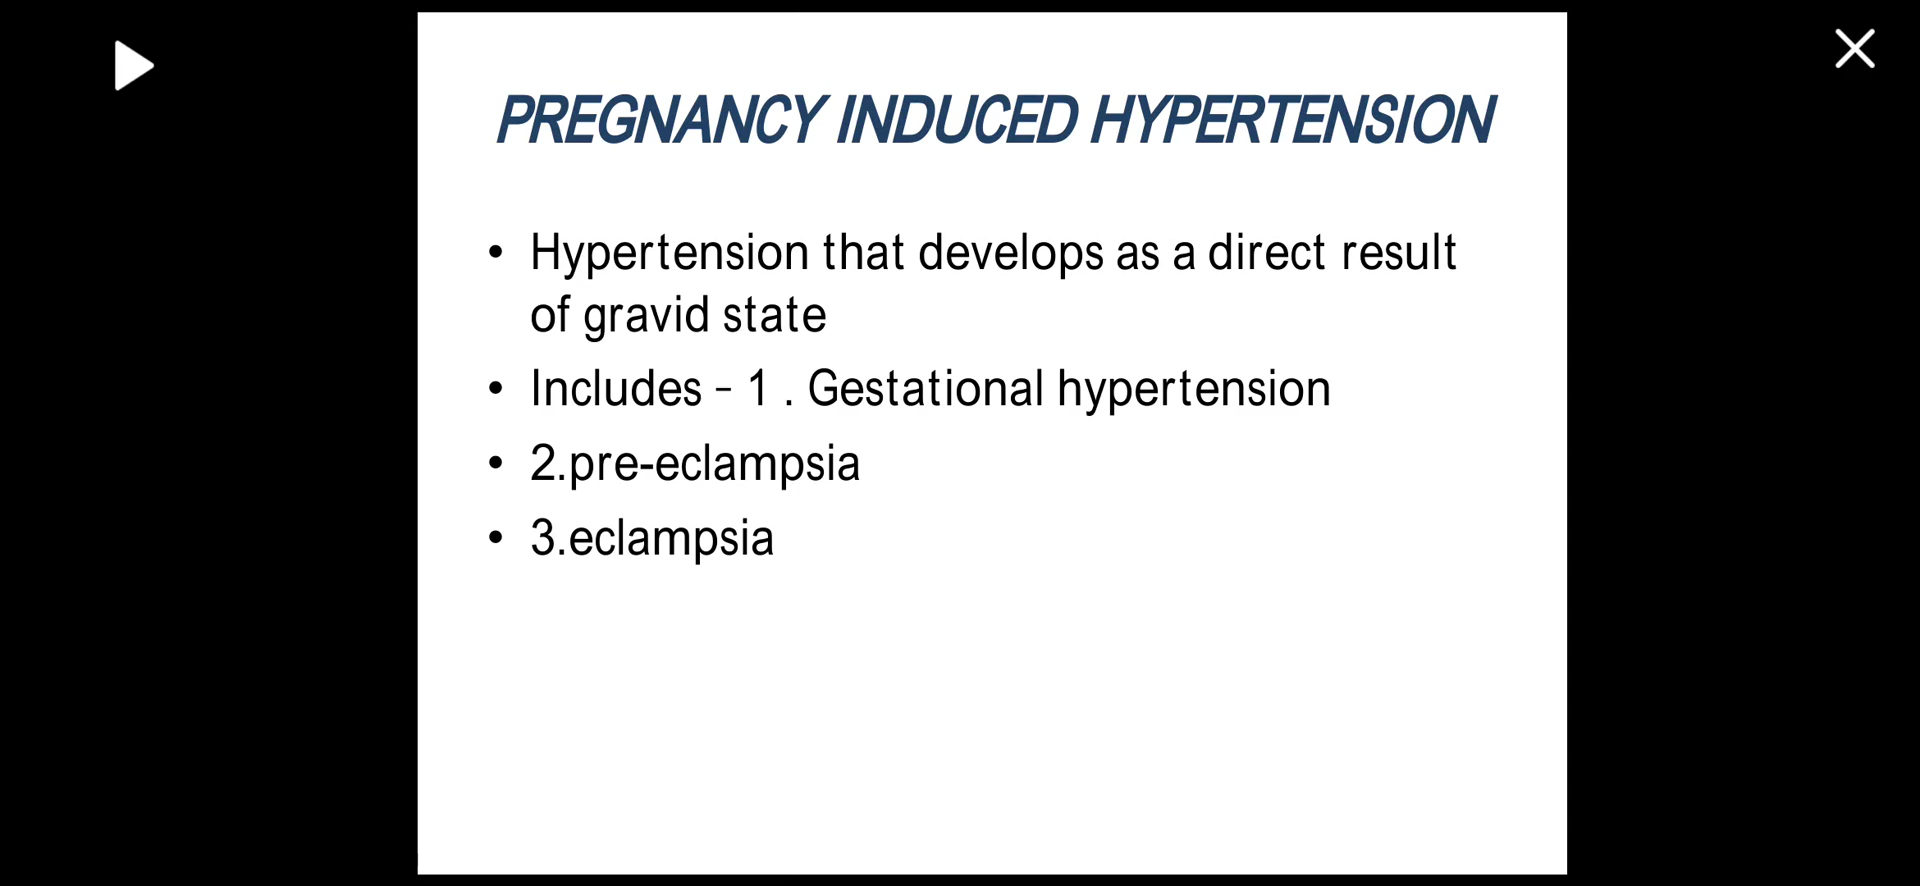 PREGNANCY INDUCED HYPERTENSION
• Hypertension that develops as a direct result
of gravid state
• Includes – 1 . Gestational hypertension
• 2.pre-eclampsia
• 3.eclampsia